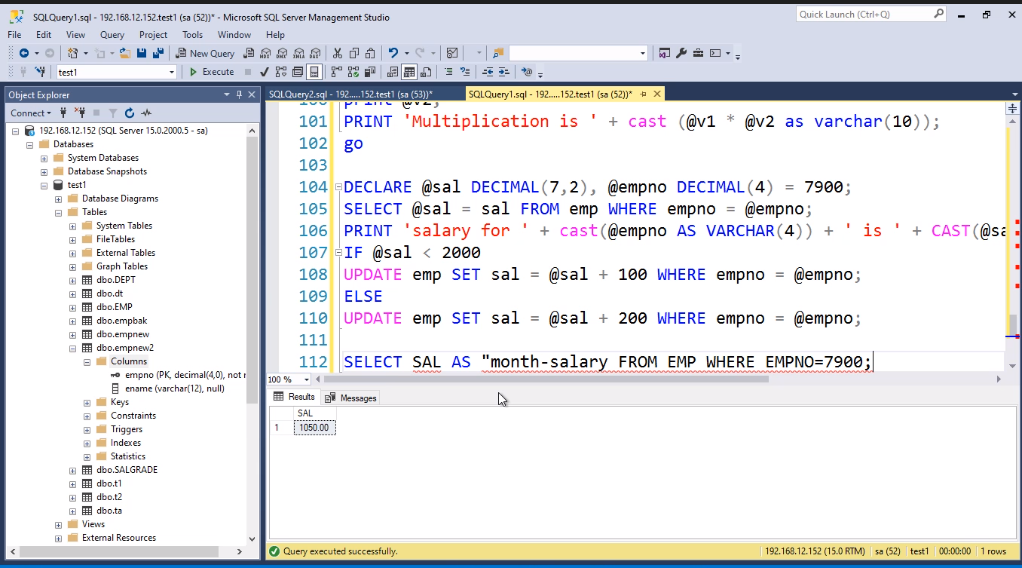 SQLQuery1.sql - 192.168.12.152.test1 (sa (52))* - Microsoft SQL Server Management Studio
Quick Launch (Ctrl+Q)
File Edit View Query Project Tools Window Help
New Query
test1 Execute
Object Explorer
SQLQuery2.sql - 192.....152.test1 (sa (53))* SQLQuery1.sql - 192.....152.test1 (sa (52))*
Connect
192.168.12.152 (SQL Server 15.0.2000.5 - sa)
Databases
System Databases
Database Snapshots
test1
Database Diagrams
Tables
System Tables
FileTables
External Tables
Graph Tables
dbo.DEPT
dbo.dt
dbo.EMP
dbo.empbak
dbo.empnew
dbo.empnew2
Columns
empno (PK, decimal(4,0), not n
ename (varchar(12), null)
Keys
Constraints
Triggers
Indexes
Statistics
dbo.SALGRADE
dbo.t1
dbo.t2
dbo.ta
Views
External Resources
100 print @v2;
101 PRINT 'Multiplication is ' + cast (@v1 * @v2 as varchar(10));
102 go
103
104 DECLARE @sal DECIMAL(7,2), @empno DECIMAL(4) = 7900;
105 SELECT @sal = sal FROM emp WHERE empno = @empno;
106 PRINT 'salary for ' + cast(@empno AS VARCHAR(4)) + ' is ' + CAST(@sa
107 IF @sal < 2000
108 UPDATE emp SET sal = @sal + 100 WHERE empno = @empno;
109 ELSE
110 UPDATE emp SET sal = @sal + 200 WHERE empno = @empno;
111
112 SELECT SAL AS "month-salary FROM EMP WHERE EMPNO=7900;
100 %
Results Messages
SAL
1 1050.00
Query executed successfully. 192.168.12.152 (15.0 RTM) sa (52) test1 00:00:00 1 rows